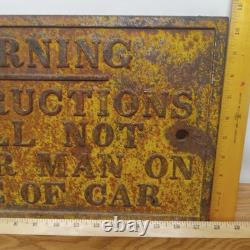 RNING
RUCTIONS
LL NOT
R MAN ON
OF CAR